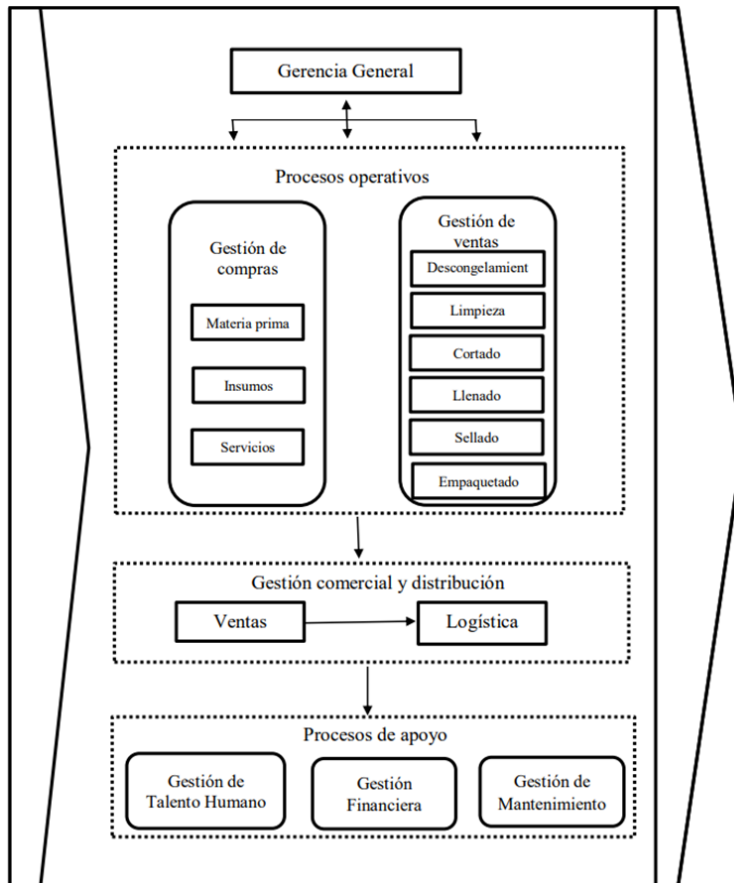 Gerencia General
Procesos operativos
Gestión de
compras
Materia prima
Insumos
Servicios
Gestión de
ventas
Descongelamient
Limpieza
Cortado
Llenado
Sellado
Empaquetado
Gestión comercial y distribución
Ventas
Logística
Procesos de apoyo
Gestión de
Talento Humano
Gestión
Financiera
Gestión de
Mantenimiento